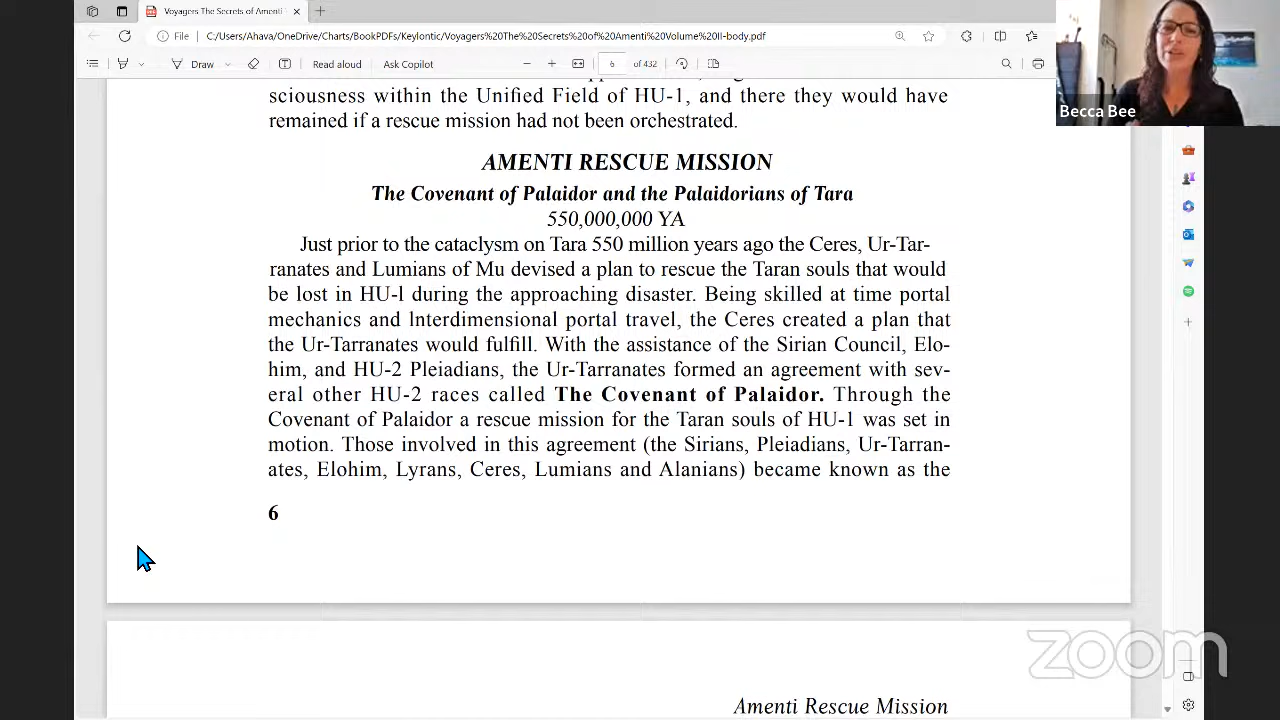 Voyagers The Secrets of Amenti
File
C:/Users/Ahava/OneDrive/Charts/BookPDFs/Keylontic/Voyagers%20The%20Secrets%20of%20Amenti%20Volume%20II-body.pdf
Draw
Read aloud
Ask Copilot
6 of 432
Becca Bee
sciousness within the Unified Field of HU-1, and there they would have
remained if a rescue mission had not been orchestrated.
AMENTI RESCUE MISSION
The Covenant of Palaidor and the Palaidorians of Tara
550,000,000 YA
Just prior to the cataclysm on Tara 550 million years ago the Ceres, Ur-Tar-
ranates and Lumians of Mu devised a plan to rescue the Taran souls that would
be lost in HU-l during the approaching disaster. Being skilled at time portal
mechanics and lnterdimensional portal travel, the Ceres created a plan that
the Ur-Tarranates would fulfill. With the assistance of the Sirian Council, Elo-
him, and HU-2 Pleiadians, the Ur-Tarranates formed an agreement with sev-
eral other HU-2 races called The Covenant of Palaidor. Through the
Covenant of Palaidor a rescue mission for the Taran souls of HU-1 was set in
motion. Those involved in this agreement (the Sirians, Pleiadians, Ur-Tarran-
ates, Elohim, Lyrans, Ceres, Lumians and Alanians) became known as the
6
zoom
Amenti Rescue Mission